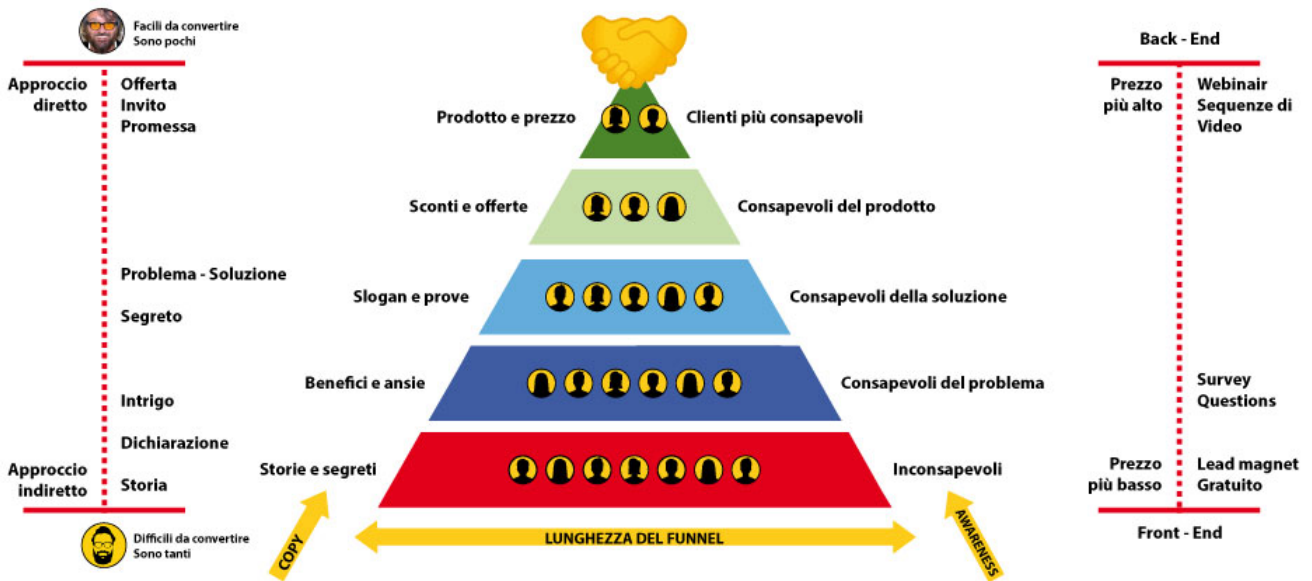 Facili da convertire
Sono pochi
Approccio
diretto
Offerta
Invito
Promessa
Problema - Soluzione
Segreto
Intrigo
Dichiarazione
Approccio
indiretto
Storia
Difficili da convertire
Sono tanti
Prodotto e prezzo
Clienti più consapevoli
Sconti e offerte
Consapevoli del prodotto
Slogan e prove
Consapevoli della soluzione
Benefici e ansie
Consapevoli del problema
Storie e segreti
Inconsapevoli
COPY
LUNGHEZZA DEL FUNNEL
AWARENESS
Back - End
Prezzo
più alto
Webinair
Sequenze di
Video
Survey
Questions
Prezzo
più basso
Lead magnet
Gratuito
Front - End